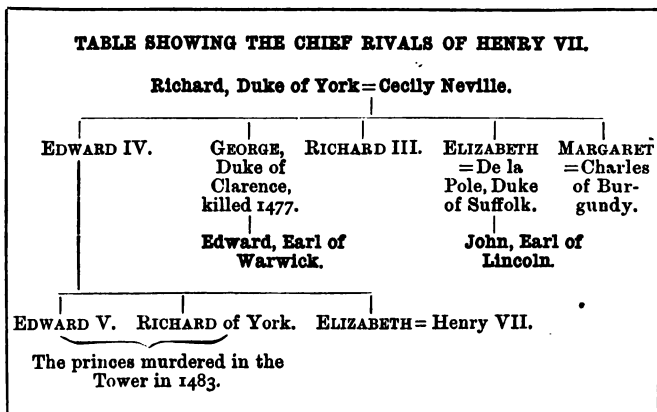 TABLE SHOWING THE CHIEF RIVALS OF HENRY VII.
Richard, Duke of York=Cecily Neville.
EDWARD IV. GEORGE, RICHARD III. ELIZABETH MARGARET
Duke of =De la =Charles
Clarence, Pole, Duke of Bur-
killed 1477. of Suffolk. gundy.
Edward, Earl of John, Earl of
Warwick. Lincoln.
EDWARD V. RICHARD of York. ELIZABETH=Henry VII.
The princes murdered in the
Tower in 1483.